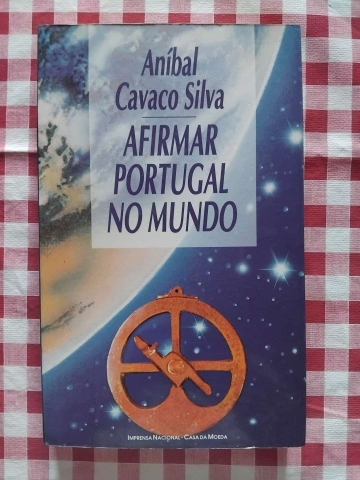 Aníbal
Cavaco Silva
AFIRMAR
PORTUGAL
NO MUNDO
IMPRENSA NACIONAL-CASA DA MOEDA